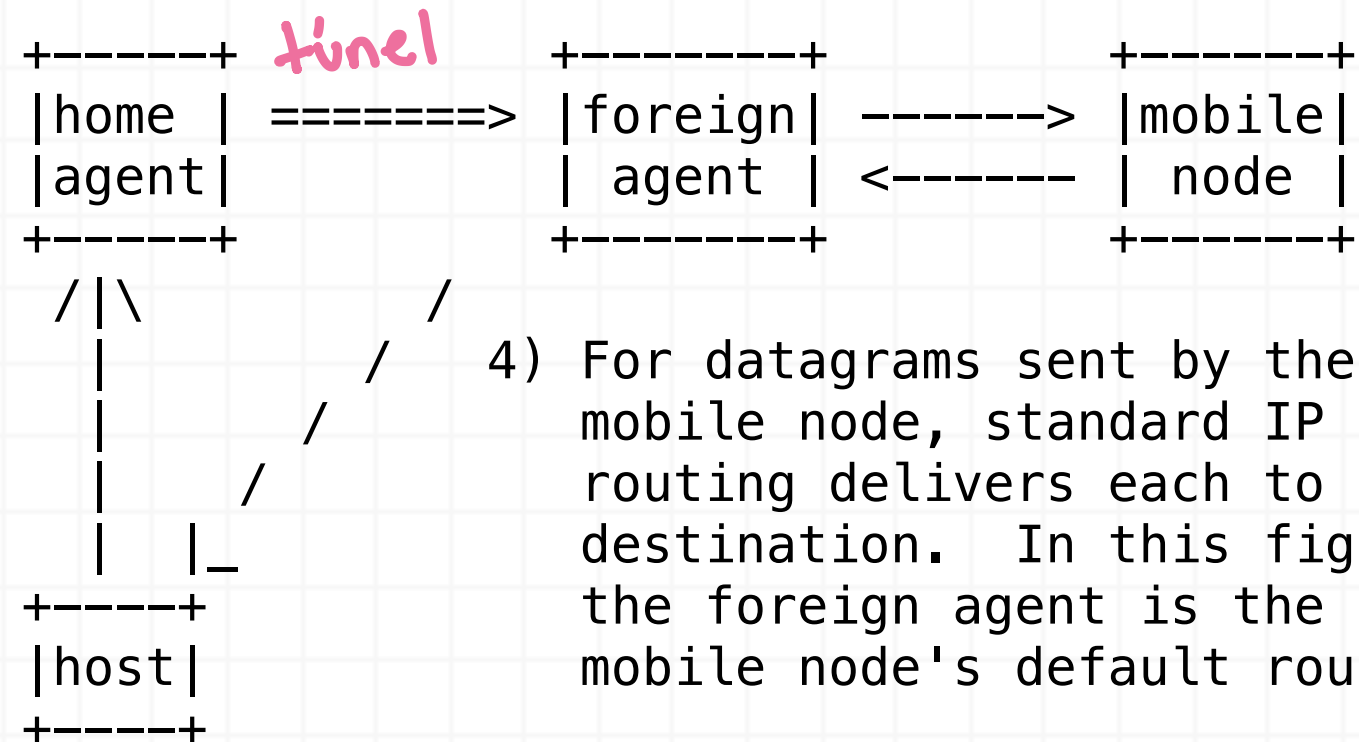 +-----+ túnel +-------+ +------+
|home | =======> |foreign| ------> |mobile|
|agent| | agent | <------ | node |
+-----+ +-------+ +------+
/|\ /
| / 4) For datagrams sent by the
| / mobile node, standard IP
| / routing delivers each to
| |_ destination. In this fig
+----+ the foreign agent is the
|host| mobile node's default rou
+----+